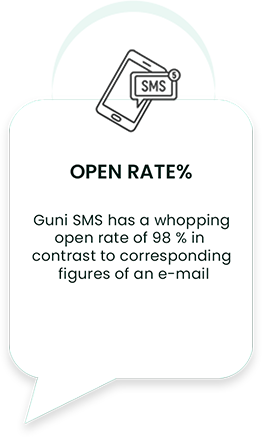 SMS
OPEN RATE%
Guni SMS has a whopping
open rate of 98 % in
contrast to corresponding
figures of an e-mail